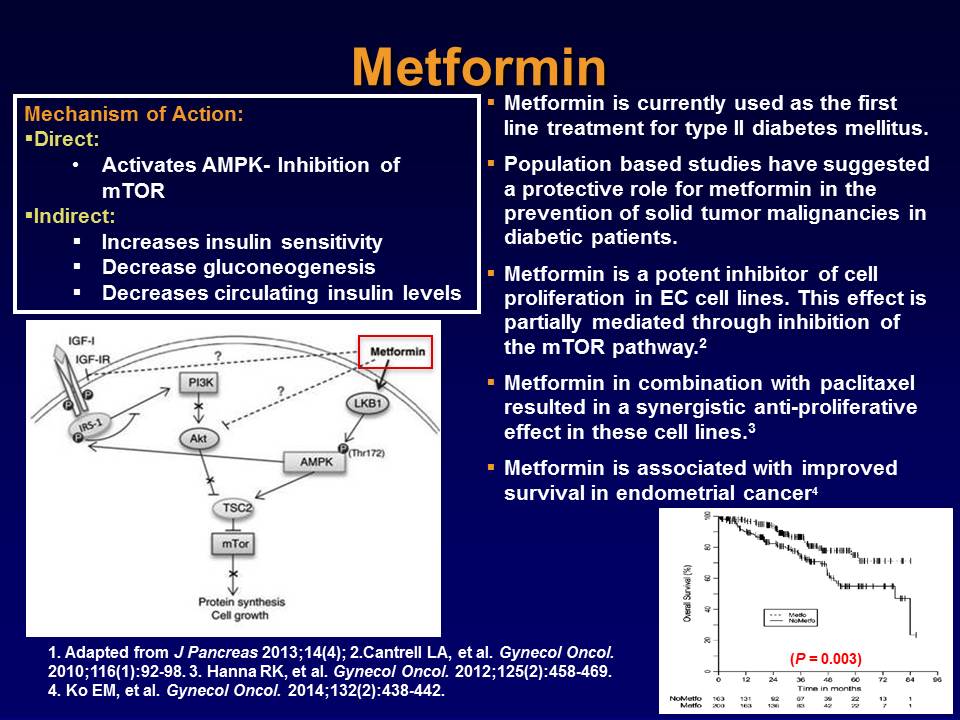 Metformin
Mechanism of Action:
▪Direct:
• Activates AMPK- Inhibition of
mTOR
▪Indirect:
▪ Increases insulin sensitivity
▪ Decrease gluconeogenesis
▪ Decreases circulating insulin levels
▪ Metformin is currently used as the first
line treatment for type II diabetes mellitus.
▪ Population based studies have suggested
a protective role for metformin in the
prevention of solid tumor malignancies in
diabetic patients.
▪ Metformin is a potent inhibitor of cell
proliferation in EC cell lines. This effect is
partially mediated through inhibition of
the mTOR pathway.²
▪ Metformin in combination with paclitaxel
resulted in a synergistic anti-proliferative
effect in these cell lines.³
▪ Metformin is associated with improved
survival in endometrial cancer⁴
IGF-I
IGF-IR
?
Metformin
PI3K
?
P
P
LKB1
IRS-1
P
Akt
P
(Thr172)
AMPK
TSC2
mTor
Protein synthesis
Cell growth
Overall Survival (%)
100
80
60
40
20
0
Metfo
NoMetfo
(P = 0.003)
0 12 24 36 48 60 72 84 96
Time in months
NoMetfo 163 131 92 67 39 22 13 1
Metfo 200 163 136 83 42 22 7 1
1. Adapted from J Pancreas 2013;14(4); 2.Cantrell LA, et al. Gynecol Oncol.
2010;116(1):92-98. 3. Hanna RK, et al. Gynecol Oncol. 2012;125(2):458-469.
4. Ko EM, et al. Gynecol Oncol. 2014;132(2):438-442.